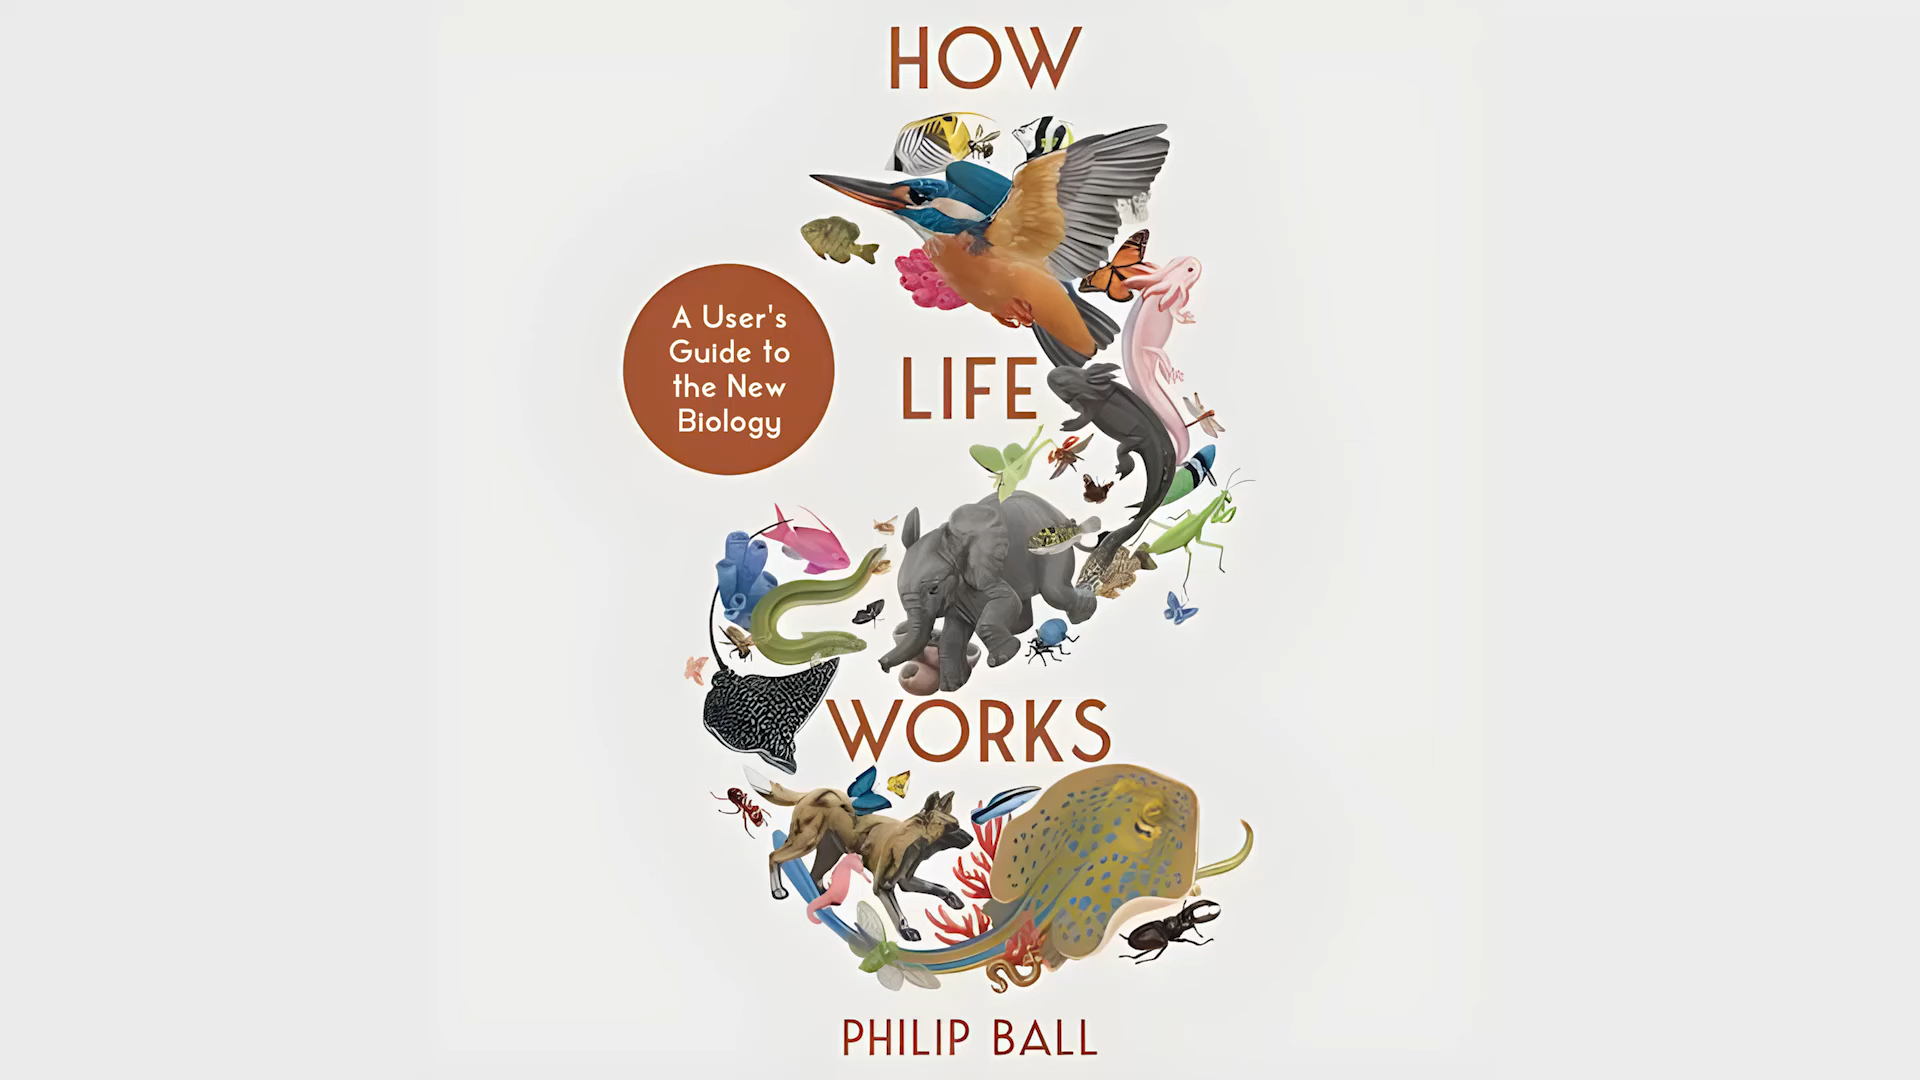 HOW
A User's
Guide to
the New
Biology
LIFE
WORKS
PHILIP BALL